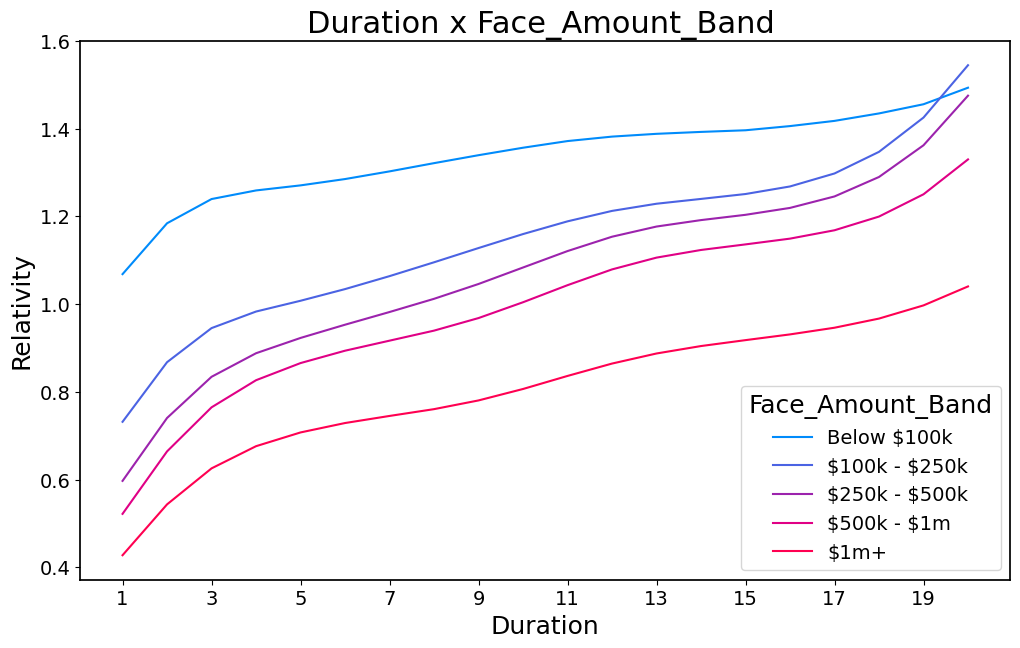 Duration x Face_Amount_Band
1.6
1.4
1.2
1.0
0.8
0.6
0.4
Relativity
1 3 5 7 9 11 13 15 17 19
Duration
Face_Amount_Band
Below $100k
$100k - $250k
$250k - $500k
$500k - $1m
$1m+